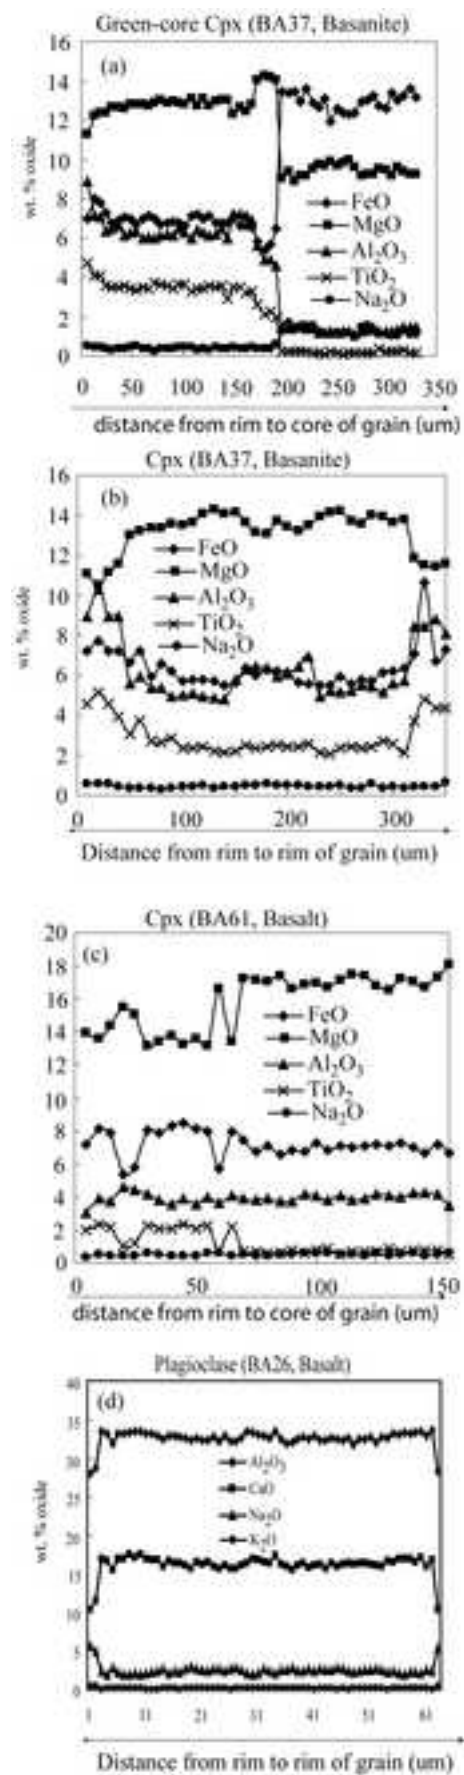 Green-core Cpx (BA37, Basanite)
16
14
12
10
8
6
4
2
0
wt. % oxide
(a)
FeO
MgO
Al₂O₃
TiO₂
Na₂O
0 50 100 150 200 250 300 350
distance from rim to core of grain (um)
Cpx (BA37, Basanite)
16
14
12
10
8
6
4
2
0
wt. % oxide
(b)
FeO
MgO
Al₂O₃
TiO₂
Na₂O
0 100 200 300
Distance from rim to rim of grain (um)
Cpx (BA61, Basalt)
20
18
16
14
12
10
8
6
4
2
0
wt. % oxide
(c)
FeO
MgO
Al₂O₃
TiO₂
Na₂O
0 50 100 150
distance from rim to core of grain (um)
Plagioclase (BA26, Basalt)
40
35
30
25
20
15
10
5
0
wt. % oxide
(d)
Al₂O₃
CaO
Na₂O
K₂O
1 11 21 31 41 51 61
Distance from rim to rim of grain (um)